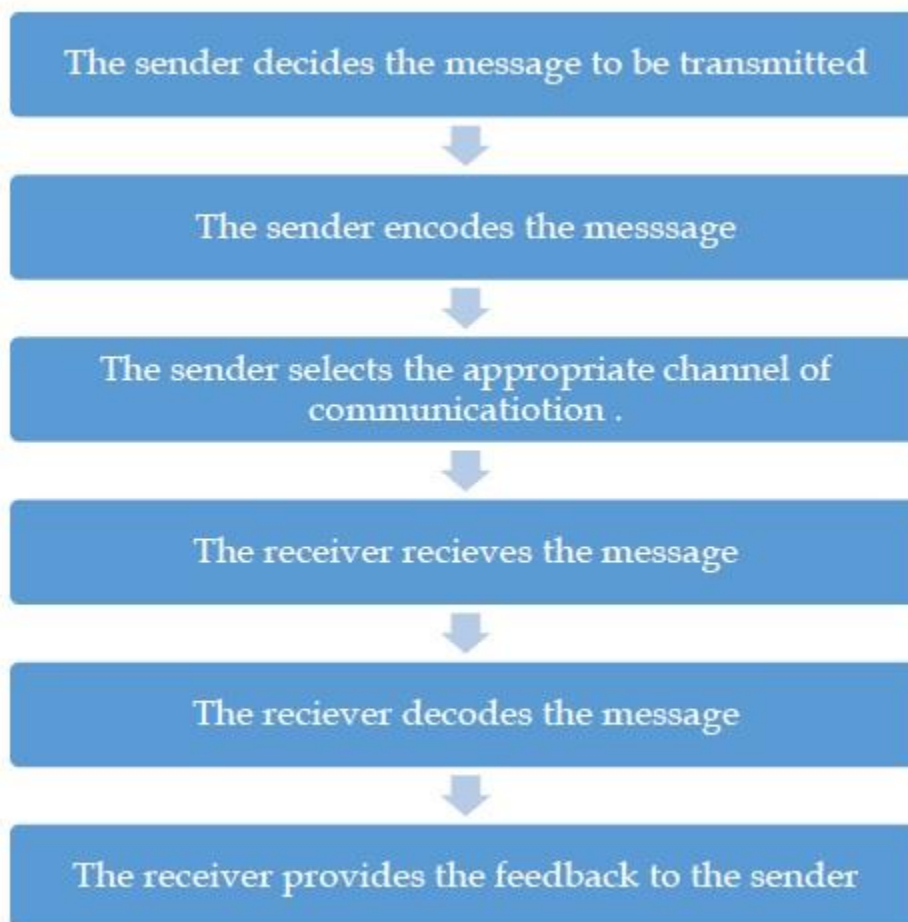 The sender decides the message to be transmitted
The sender encodes the messsage
The sender selects the appropriate channel of
communicatiotion .
The receiver recieves the message
The reciever decodes the message
The receiver provides the feedback to the sender